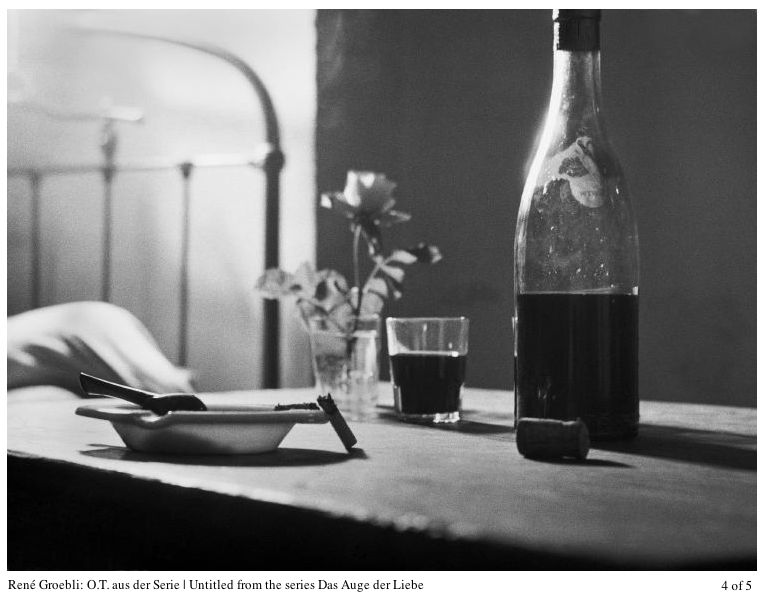 René Groebli: O.T. aus der Serie | Untitled from the series Das Auge der Liebe
4 of 5